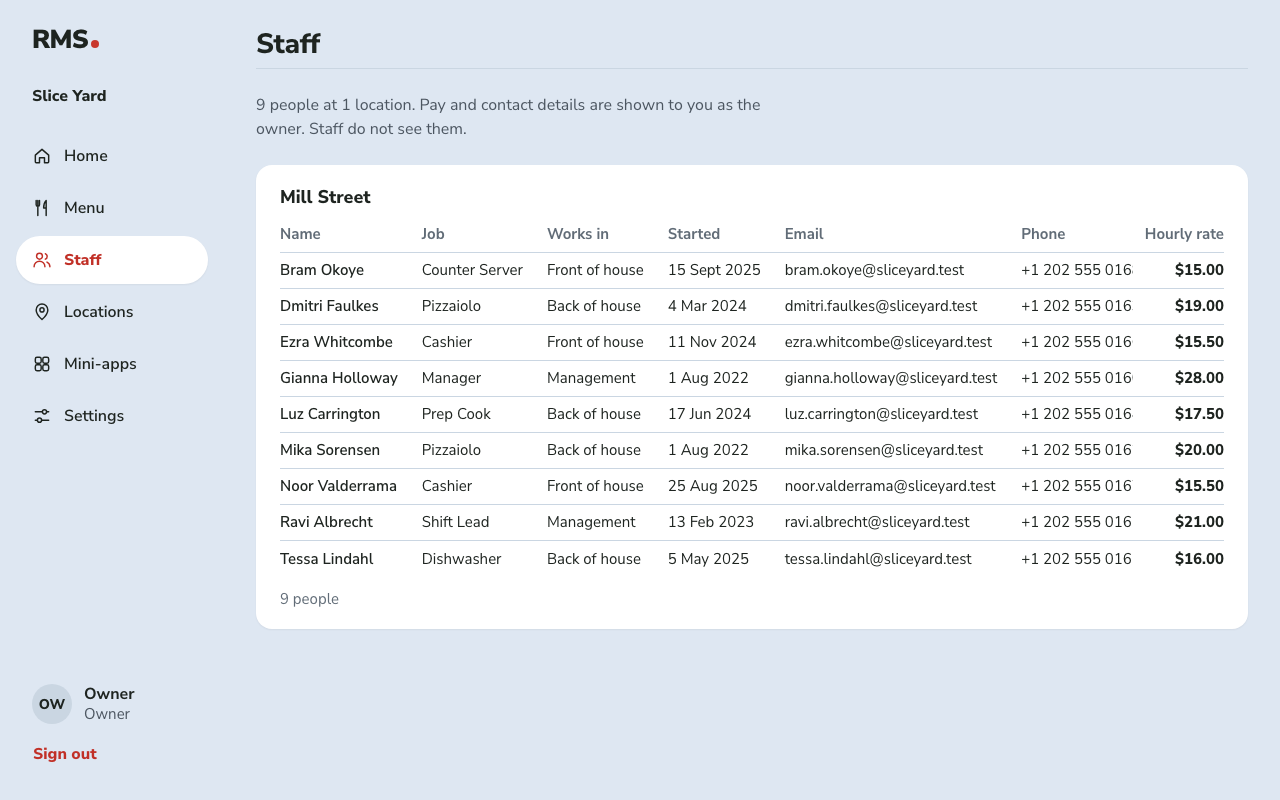 RMS.
Slice Yard
Home
Menu
Staff
Locations
Mini-apps
Settings
OW
Owner
Owner
Sign out
Staff
9 people at 1 location. Pay and contact details are shown to you as the
owner. Staff do not see them.
Mill Street
Name Job Works in Started Email Phone Hourly rate
Bram Okoye Counter Server Front of house 15 Sept 2025 bram.okoye@sliceyard.test +1 202 555 016 $15.00
Dmitri Faulkes Pizzaiolo Back of house 4 Mar 2024 dmitri.faulkes@sliceyard.test +1 202 555 016 $19.00
Ezra Whitcombe Cashier Front of house 11 Nov 2024 ezra.whitcombe@sliceyard.test +1 202 555 016 $15.50
Gianna Holloway Manager Management 1 Aug 2022 gianna.holloway@sliceyard.test +1 202 555 016 $28.00
Luz Carrington Prep Cook Back of house 17 Jun 2024 luz.carrington@sliceyard.test +1 202 555 016 $17.50
Mika Sorensen Pizzaiolo Back of house 1 Aug 2022 mika.sorensen@sliceyard.test +1 202 555 016 $20.00
Noor Valderrama Cashier Front of house 25 Aug 2025 noor.valderrama@sliceyard.test +1 202 555 016 $15.50
Ravi Albrecht Shift Lead Management 13 Feb 2023 ravi.albrecht@sliceyard.test +1 202 555 016 $21.00
Tessa Lindahl Dishwasher Back of house 5 May 2025 tessa.lindahl@sliceyard.test +1 202 555 016 $16.00
9 people